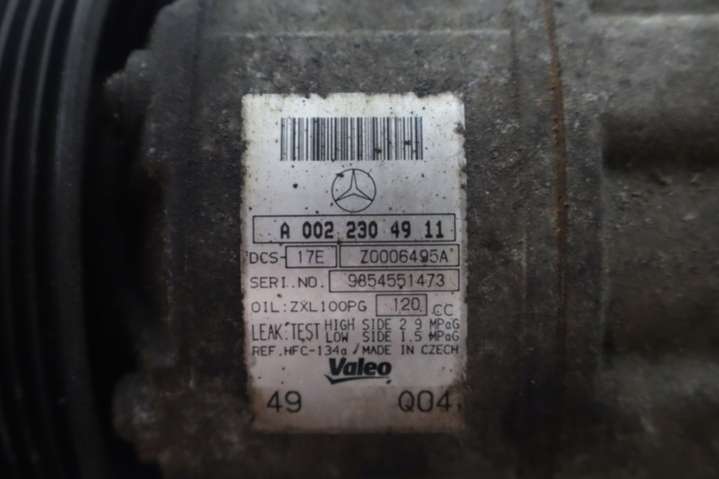 A 002 230 49 11
DCS- 17E Z0006495A
SERI.NO. 9854551473
OIL:ZXL100PG 120 CC
LEAK:TEST HIGH SIDE 2.9 MPaG
LOW SIDE 1.5 MPaG
REF.HFC-134a/MADE IN CZECH
Valeo
49 Q04